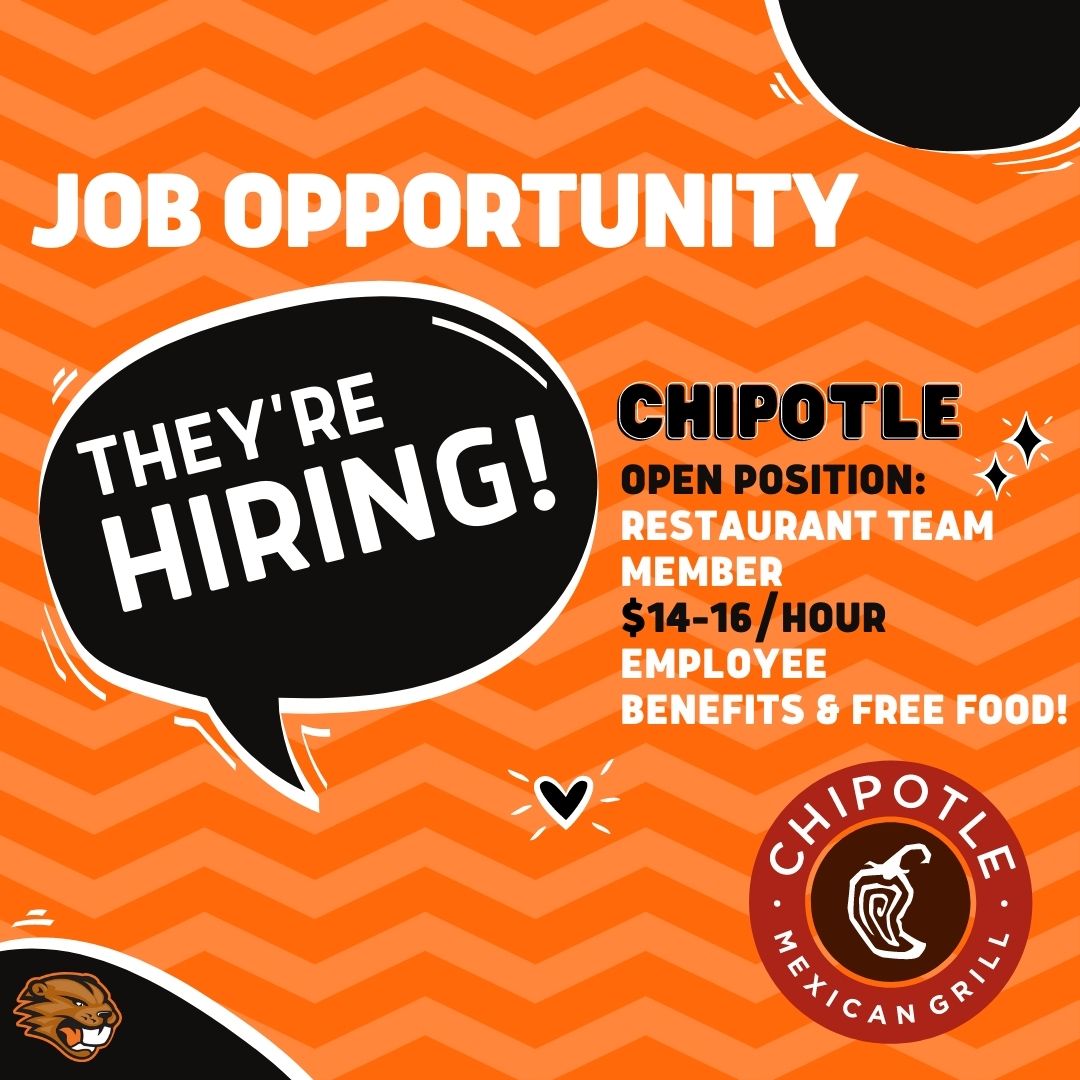 JOB OPPORTUNITY
THEY'RE
HIRING!
CHIPOTLE
OPEN POSITION:
RESTAURANT TEAM
MEMBER
$14-16/HOUR
EMPLOYEE
BENEFITS & FREE FOOD!
CHIPOTLE
MEXICAN GRILL